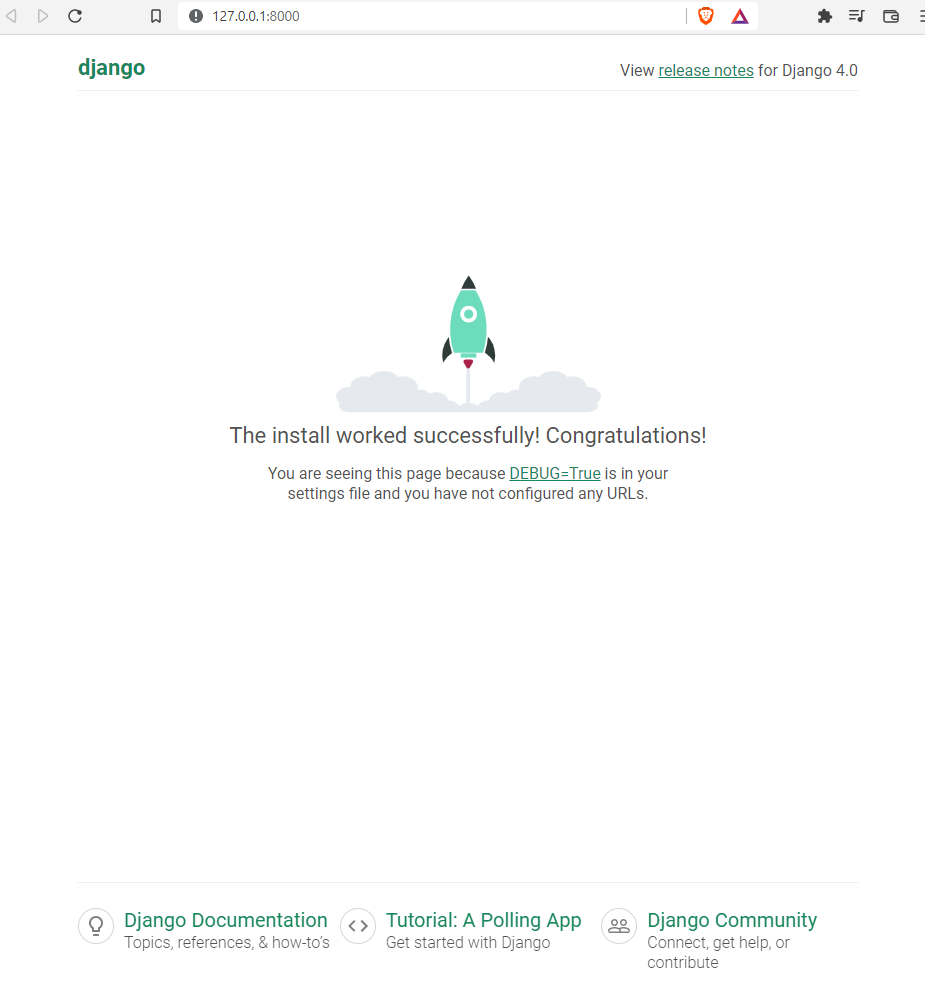 127.0.0.1:8000
django
View release notes for Django 4.0
The install worked successfully! Congratulations!
You are seeing this page because DEBUG=True is in your
settings file and you have not configured any URLs.
Django Documentation
Topics, references, & how-to's
Tutorial: A Polling App
Get started with Django
Django Community
Connect, get help, or
contribute